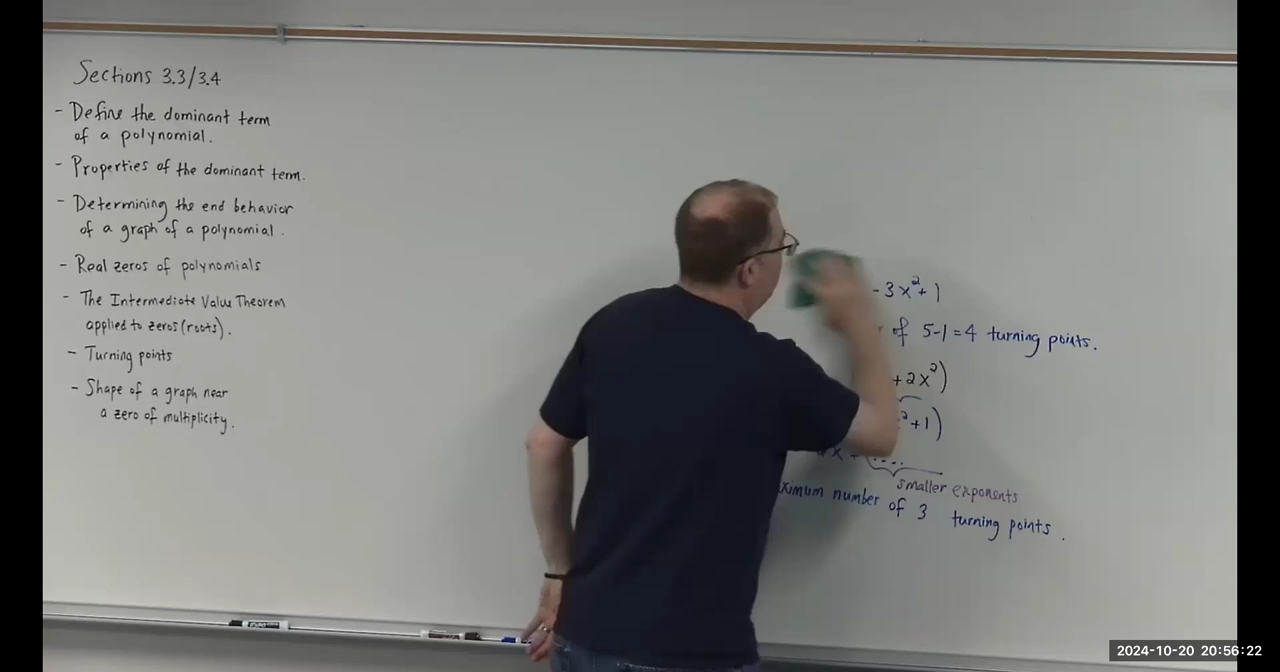 Sections 3.3/3.4
- Define the dominant term
of a polynomial.
- Properties of the dominant term.
- Determining the end behavior
of a graph of a polynomial.
- Real zeros of polynomials
- The Intermediate Value Theorem
applied to zeros (roots).
- Turning points
- Shape of a graph near
a zero of multiplicity.
- 3x²+1
of 5-1=4 turning points.
+2x²)
²+1)
x + (....
smaller exponents
ximum number of 3 turning points.
2024-10-20 20:56:22